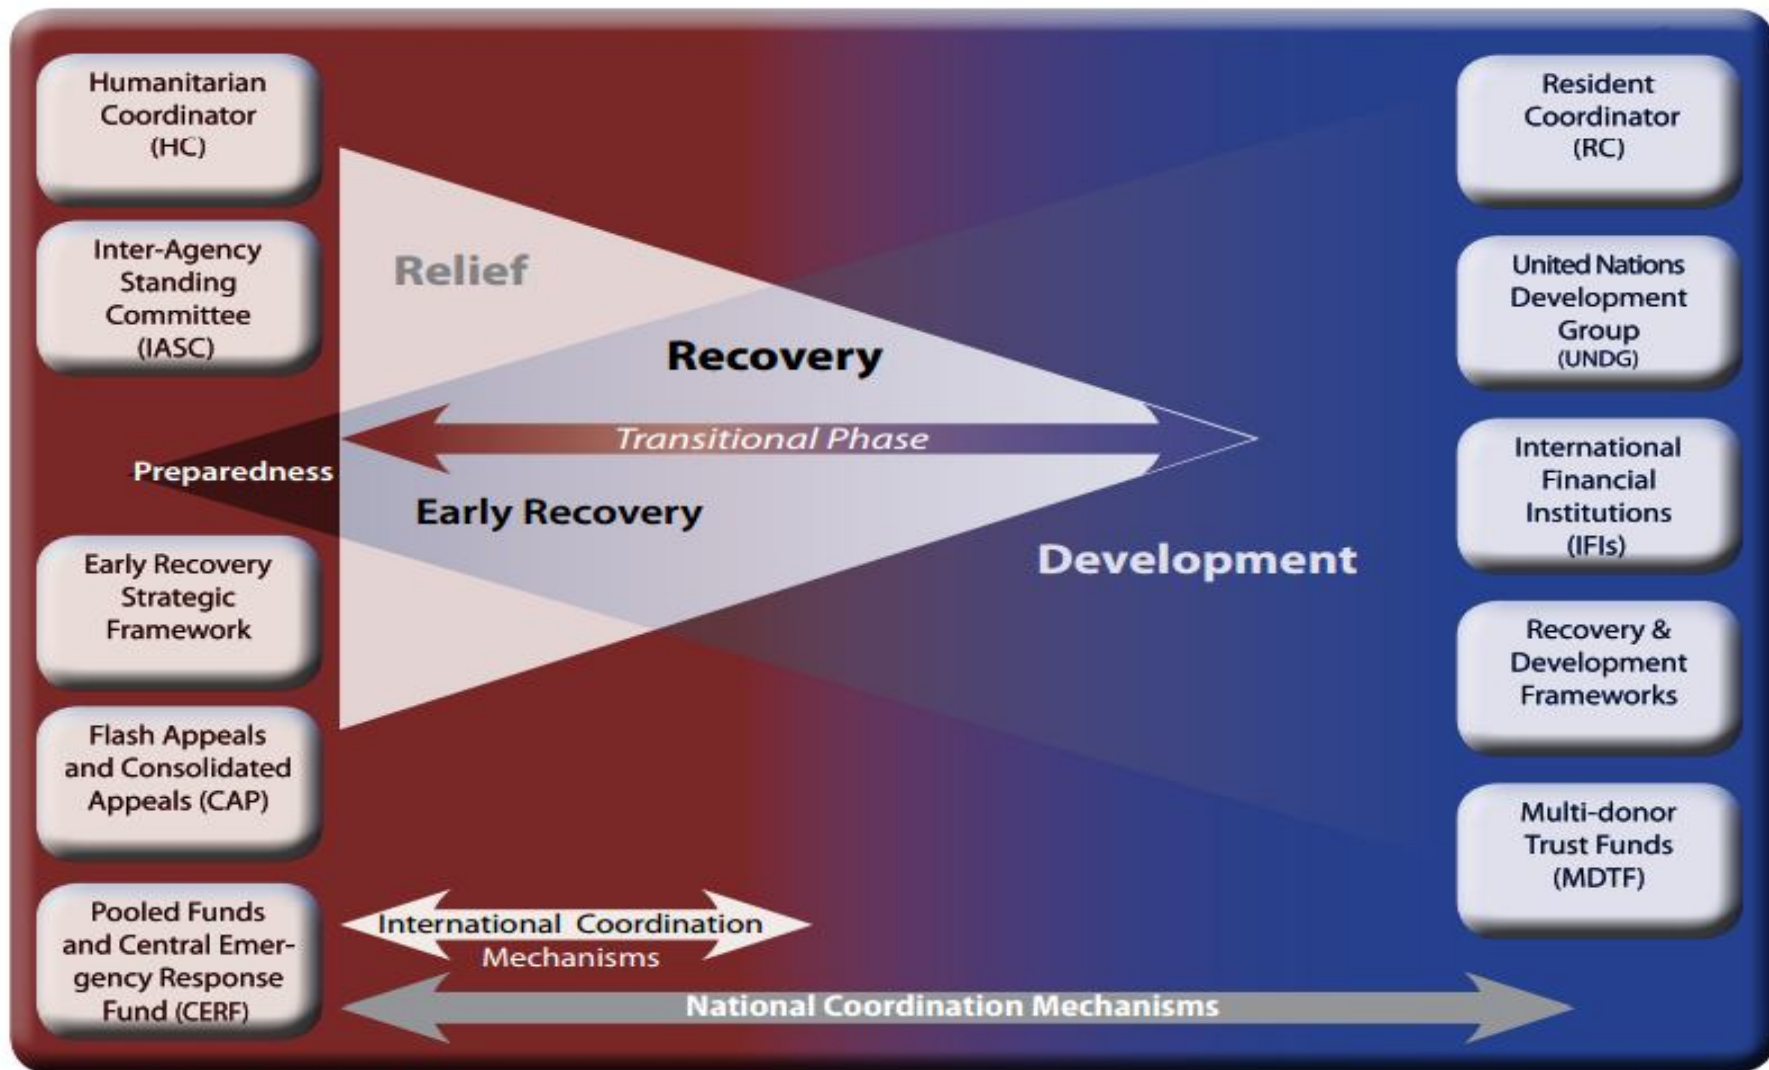 Humanitarian
Coordinator
(HC)
Inter-Agency
Standing
Committee
(IASC)
Preparedness
Early Recovery
Strategic
Framework
Flash Appeals
and Consolidated
Appeals (CAP)
Pooled Funds
and Central Emer-
gency Response
Fund (CERF)
Relief
Recovery
Transitional Phase
Early Recovery
Development
International Coordination
Mechanisms
National Coordination Mechanisms
Resident
Coordinator
(RC)
United Nations
Development
Group
(UNDG)
International
Financial
Institutions
(IFIs)
Recovery &
Development
Frameworks
Multi-donor
Trust Funds
(MDTF)